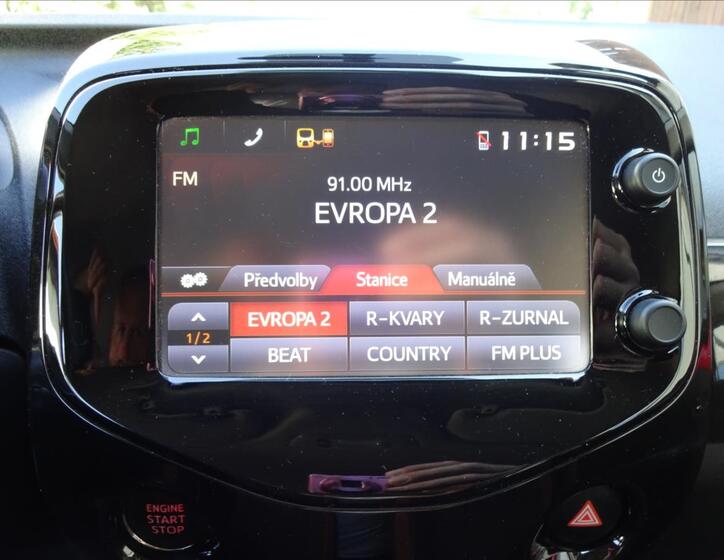 11:15
FM
91.00 MHz
EVROPA 2
Předvolby Stanice Manuálně
EVROPA 2 R-KVARY R-ZURNAL
1/2
BEAT COUNTRY FM PLUS
ENGINE
START
STOP